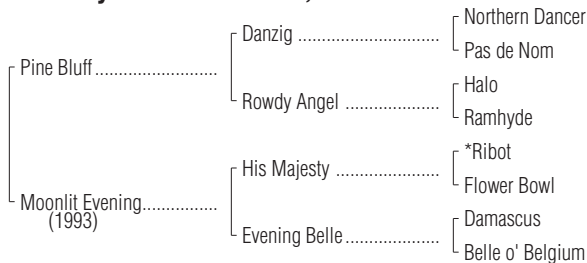 Northern Dancer
Danzig
Pas de Nom
Pine Bluff
Halo
Rowdy Angel
Ramhyde
*Ribot
His Majesty
Flower Bowl
Moonlit Evening
(1993)
Damascus
Evening Belle
Belle o' Belgium